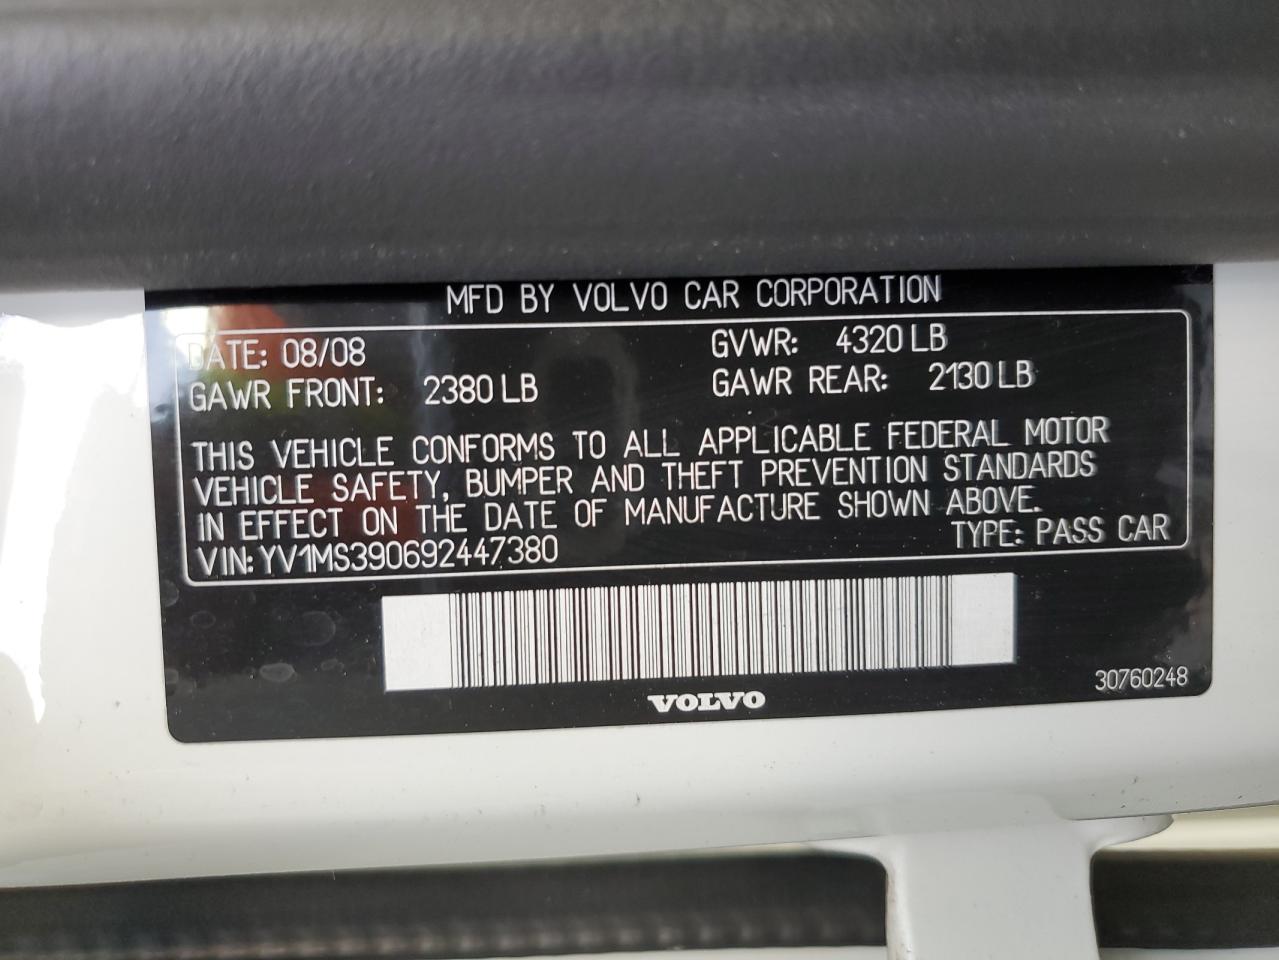 MFD BY VOLVO CAR CORPORATION
DATE: 08/08 GVWR: 4320 LB
GAWR FRONT: 2380 LB GAWR REAR: 2130 LB
THIS VEHICLE CONFORMS TO ALL APPLICABLE FEDERAL MOTOR
VEHICLE SAFETY, BUMPER AND THEFT PREVENTION STANDARDS
IN EFFECT ON THE DATE OF MANUFACTURE SHOWN ABOVE.
VIN: YV1MS390692447380 TYPE: PASS CAR
VOLVO
30760248